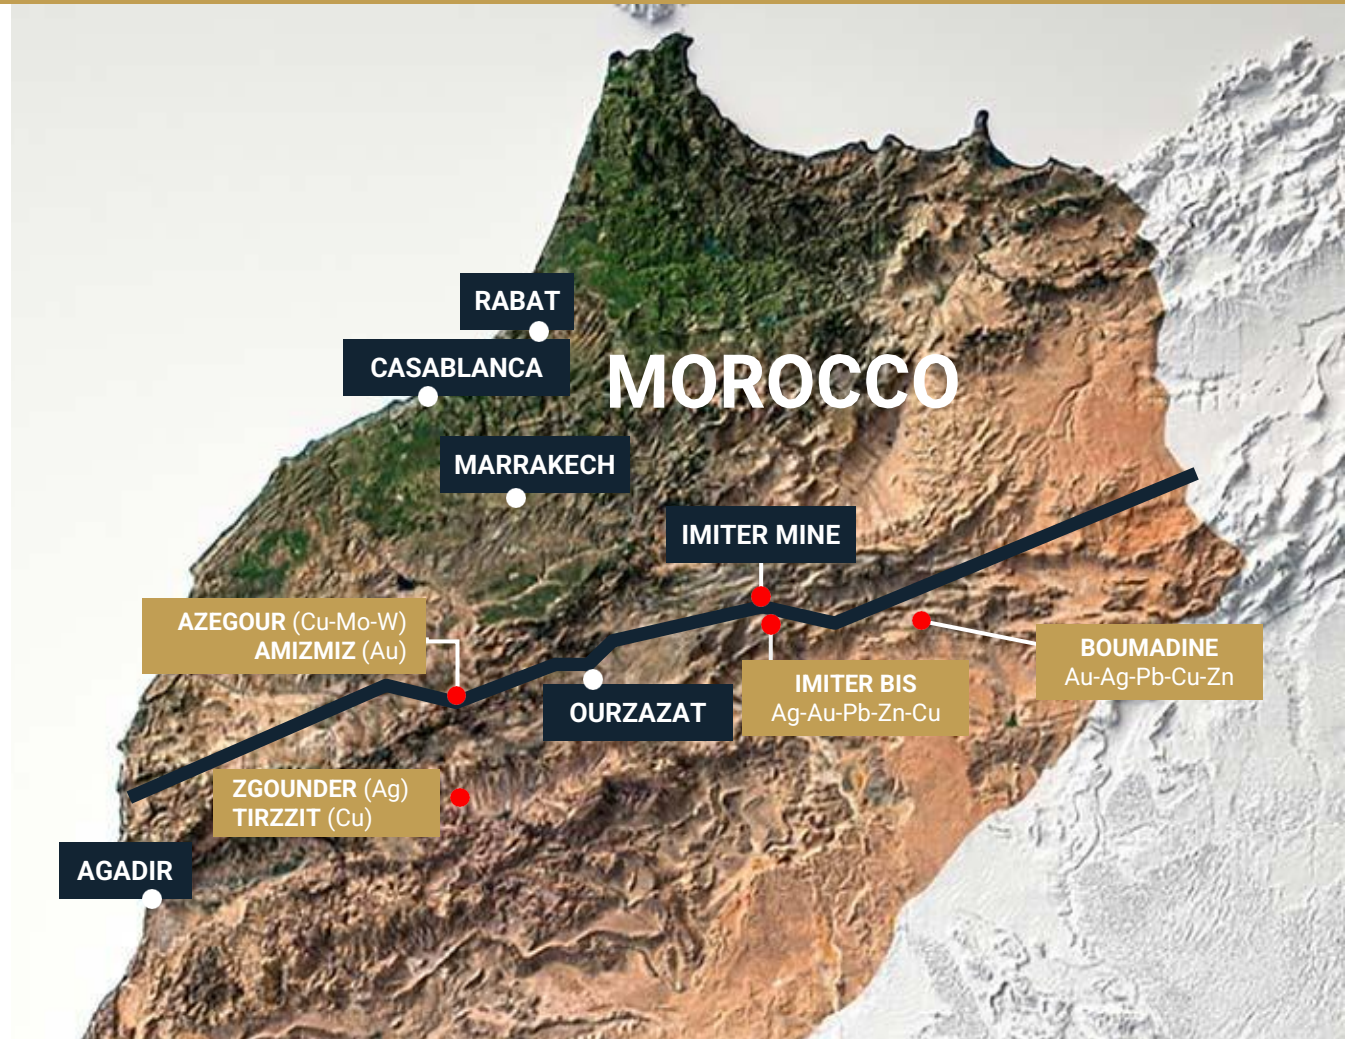 RABAT
CASABLANCA
MOROCCO
MARRAKECH
IMITER MINE
AZEGOUR (Cu-Mo-W)
AMIZMIZ (Au)
BOUMADINE
Au-Ag-Pb-Cu-Zn
IMITER BIS
Ag-Au-Pb-Zn-Cu
OURZAZAT
ZGOUNDER (Ag)
TIRZZIT (Cu)
AGADIR